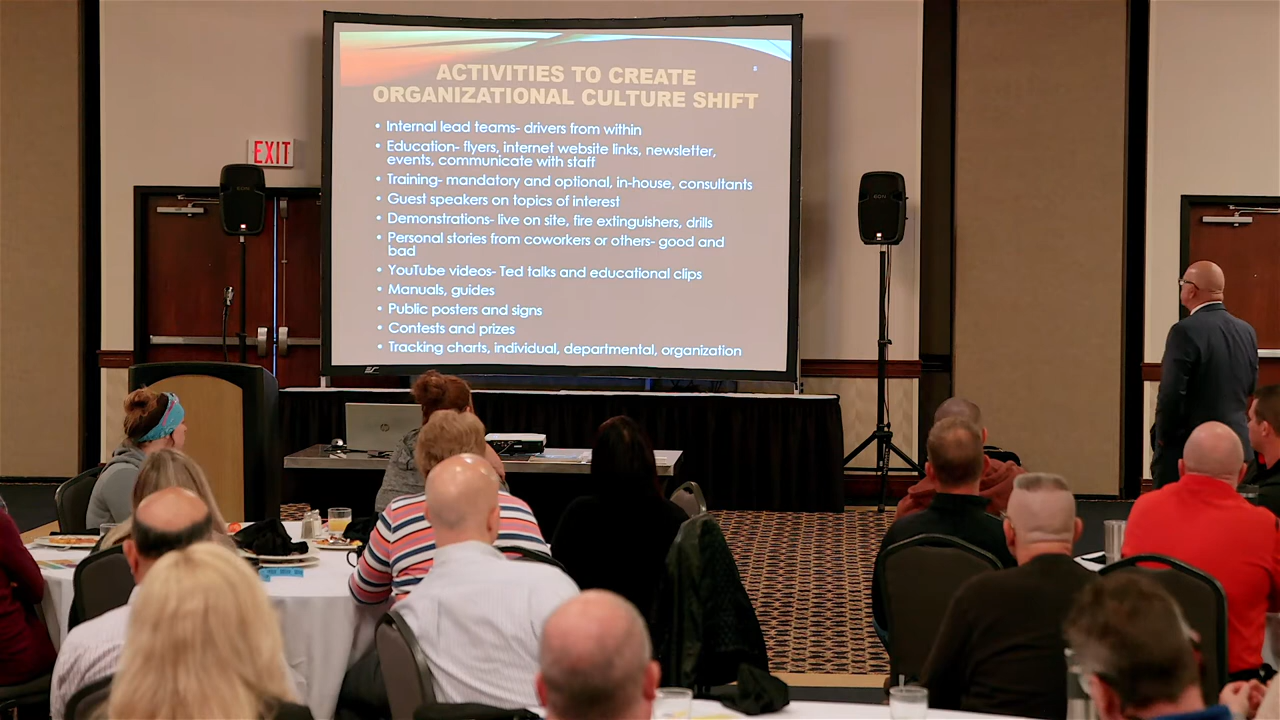 8
ACTIVITIES TO CREATE
ORGANIZATIONAL CULTURE SHIFT
• Internal lead teams- drivers from within
• Education- flyers, internet website links, newsletter,
events, communicate with staff
• Training- mandatory and optional, in-house, consultants
• Guest speakers on topics of interest
• Demonstrations- live on site, fire extinguishers, drills
• Personal stories from coworkers or others- good and
bad
• YouTube videos- Ted talks and educational clips
• Manuals, guides
• Public posters and signs
• Contests and prizes
• Tracking charts, individual, departmental, organization
EXIT
EON
hp